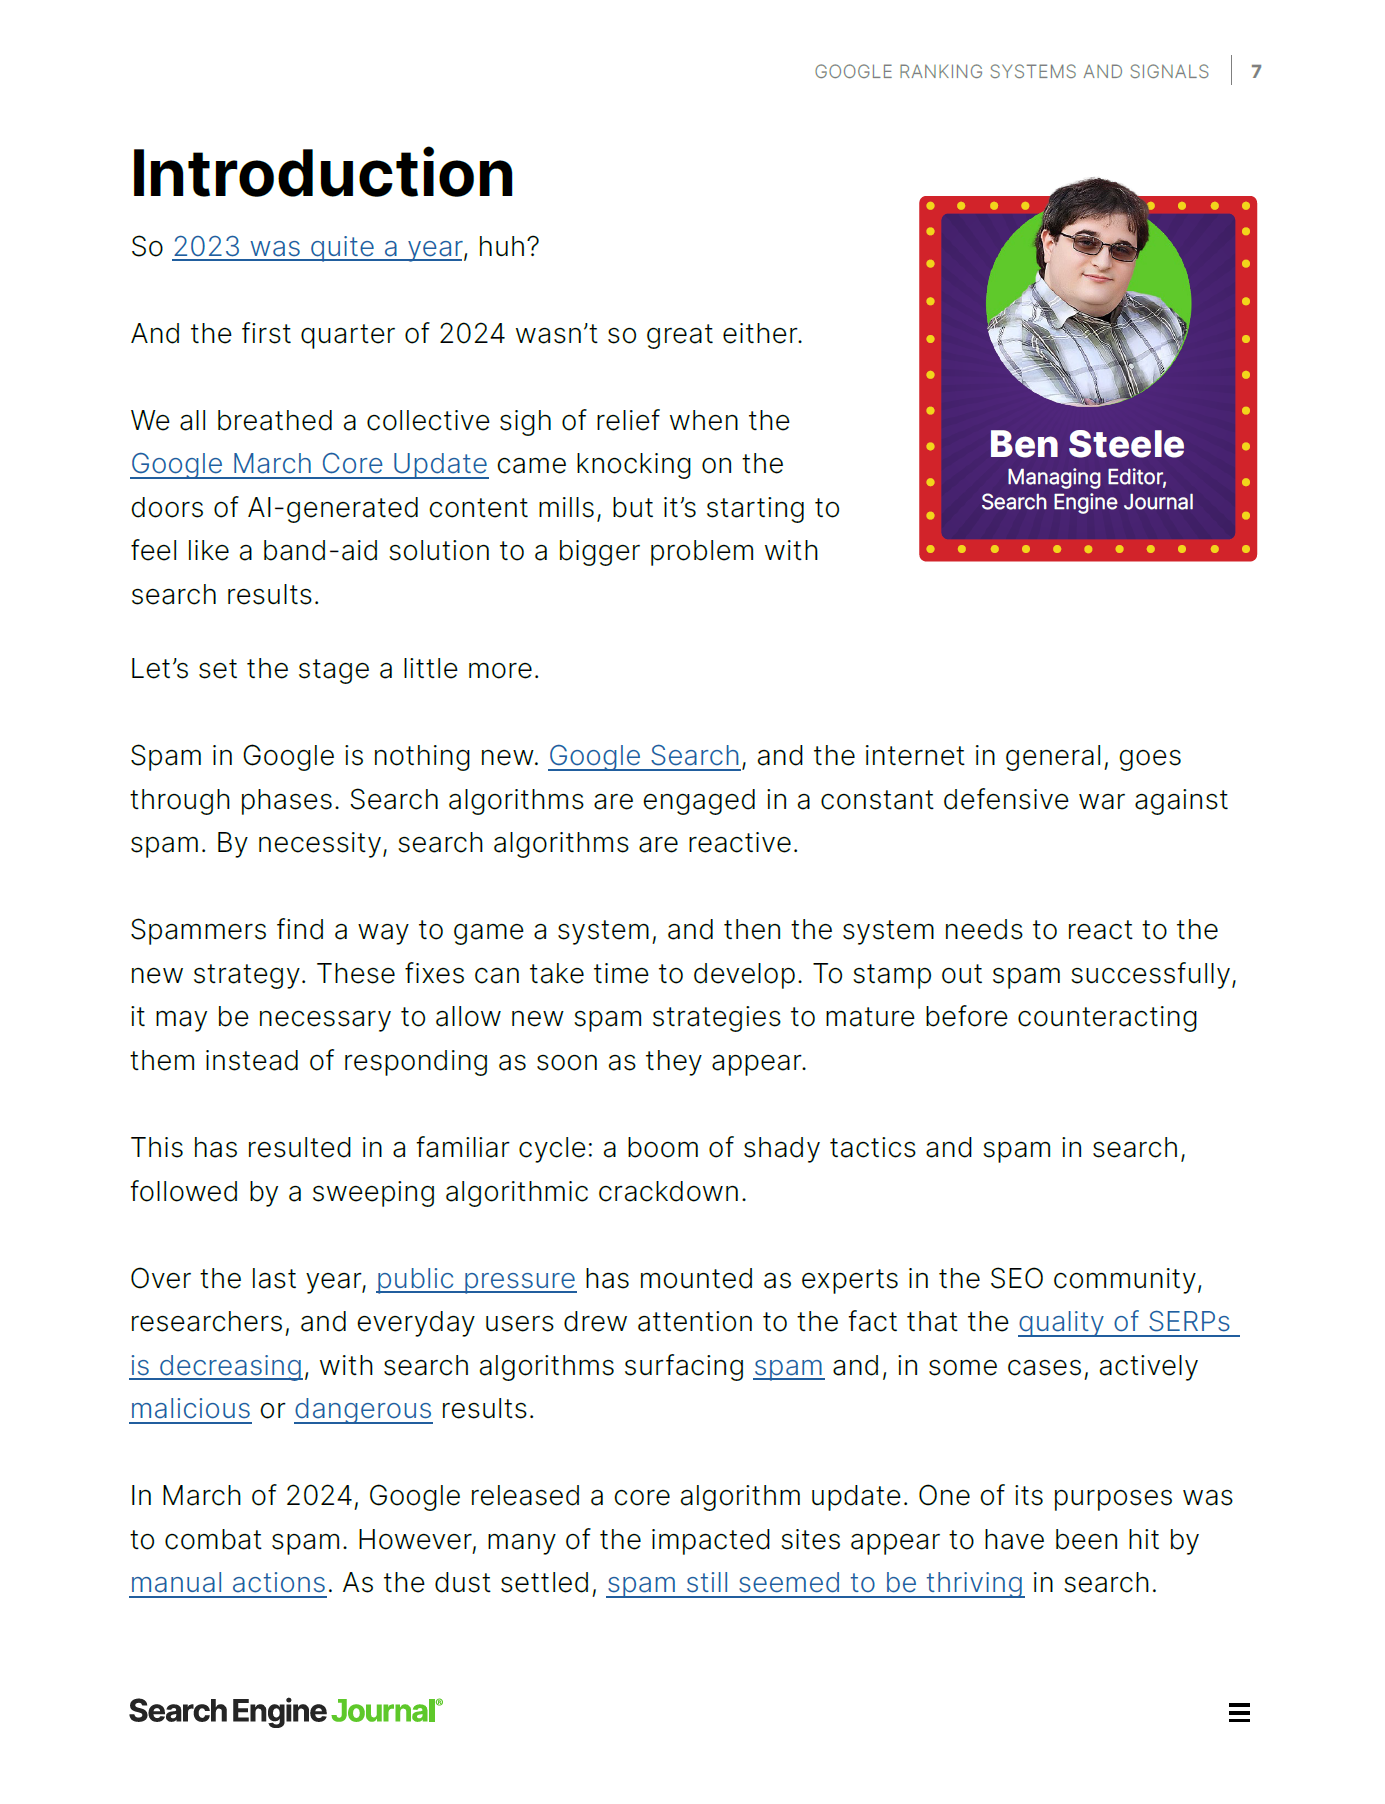 GOOGLE RANKING SYSTEMS AND SIGNALS 7
Introduction
So 2023 was quite a year, huh?
And the first quarter of 2024 wasn’t so great either.
We all breathed a collective sigh of relief when the
Google March Core Update came knocking on the
doors of AI-generated content mills, but it’s starting to
feel like a band-aid solution to a bigger problem with
search results.
Ben Steele
Managing Editor,
Search Engine Journal
Let’s set the stage a little more.
Spam in Google is nothing new. Google Search, and the internet in general, goes
through phases. Search algorithms are engaged in a constant defensive war against
spam. By necessity, search algorithms are reactive.
Spammers find a way to game a system, and then the system needs to react to the
new strategy. These fixes can take time to develop. To stamp out spam successfully,
it may be necessary to allow new spam strategies to mature before counteracting
them instead of responding as soon as they appear.
This has resulted in a familiar cycle: a boom of shady tactics and spam in search,
followed by a sweeping algorithmic crackdown.
Over the last year, public pressure has mounted as experts in the SEO community,
researchers, and everyday users drew attention to the fact that the quality of SERPs
is decreasing, with search algorithms surfacing spam and, in some cases, actively
malicious or dangerous results.
In March of 2024, Google released a core algorithm update. One of its purposes was
to combat spam. However, many of the impacted sites appear to have been hit by
manual actions. As the dust settled, spam still seemed to be thriving in search.
Search Engine Journal®